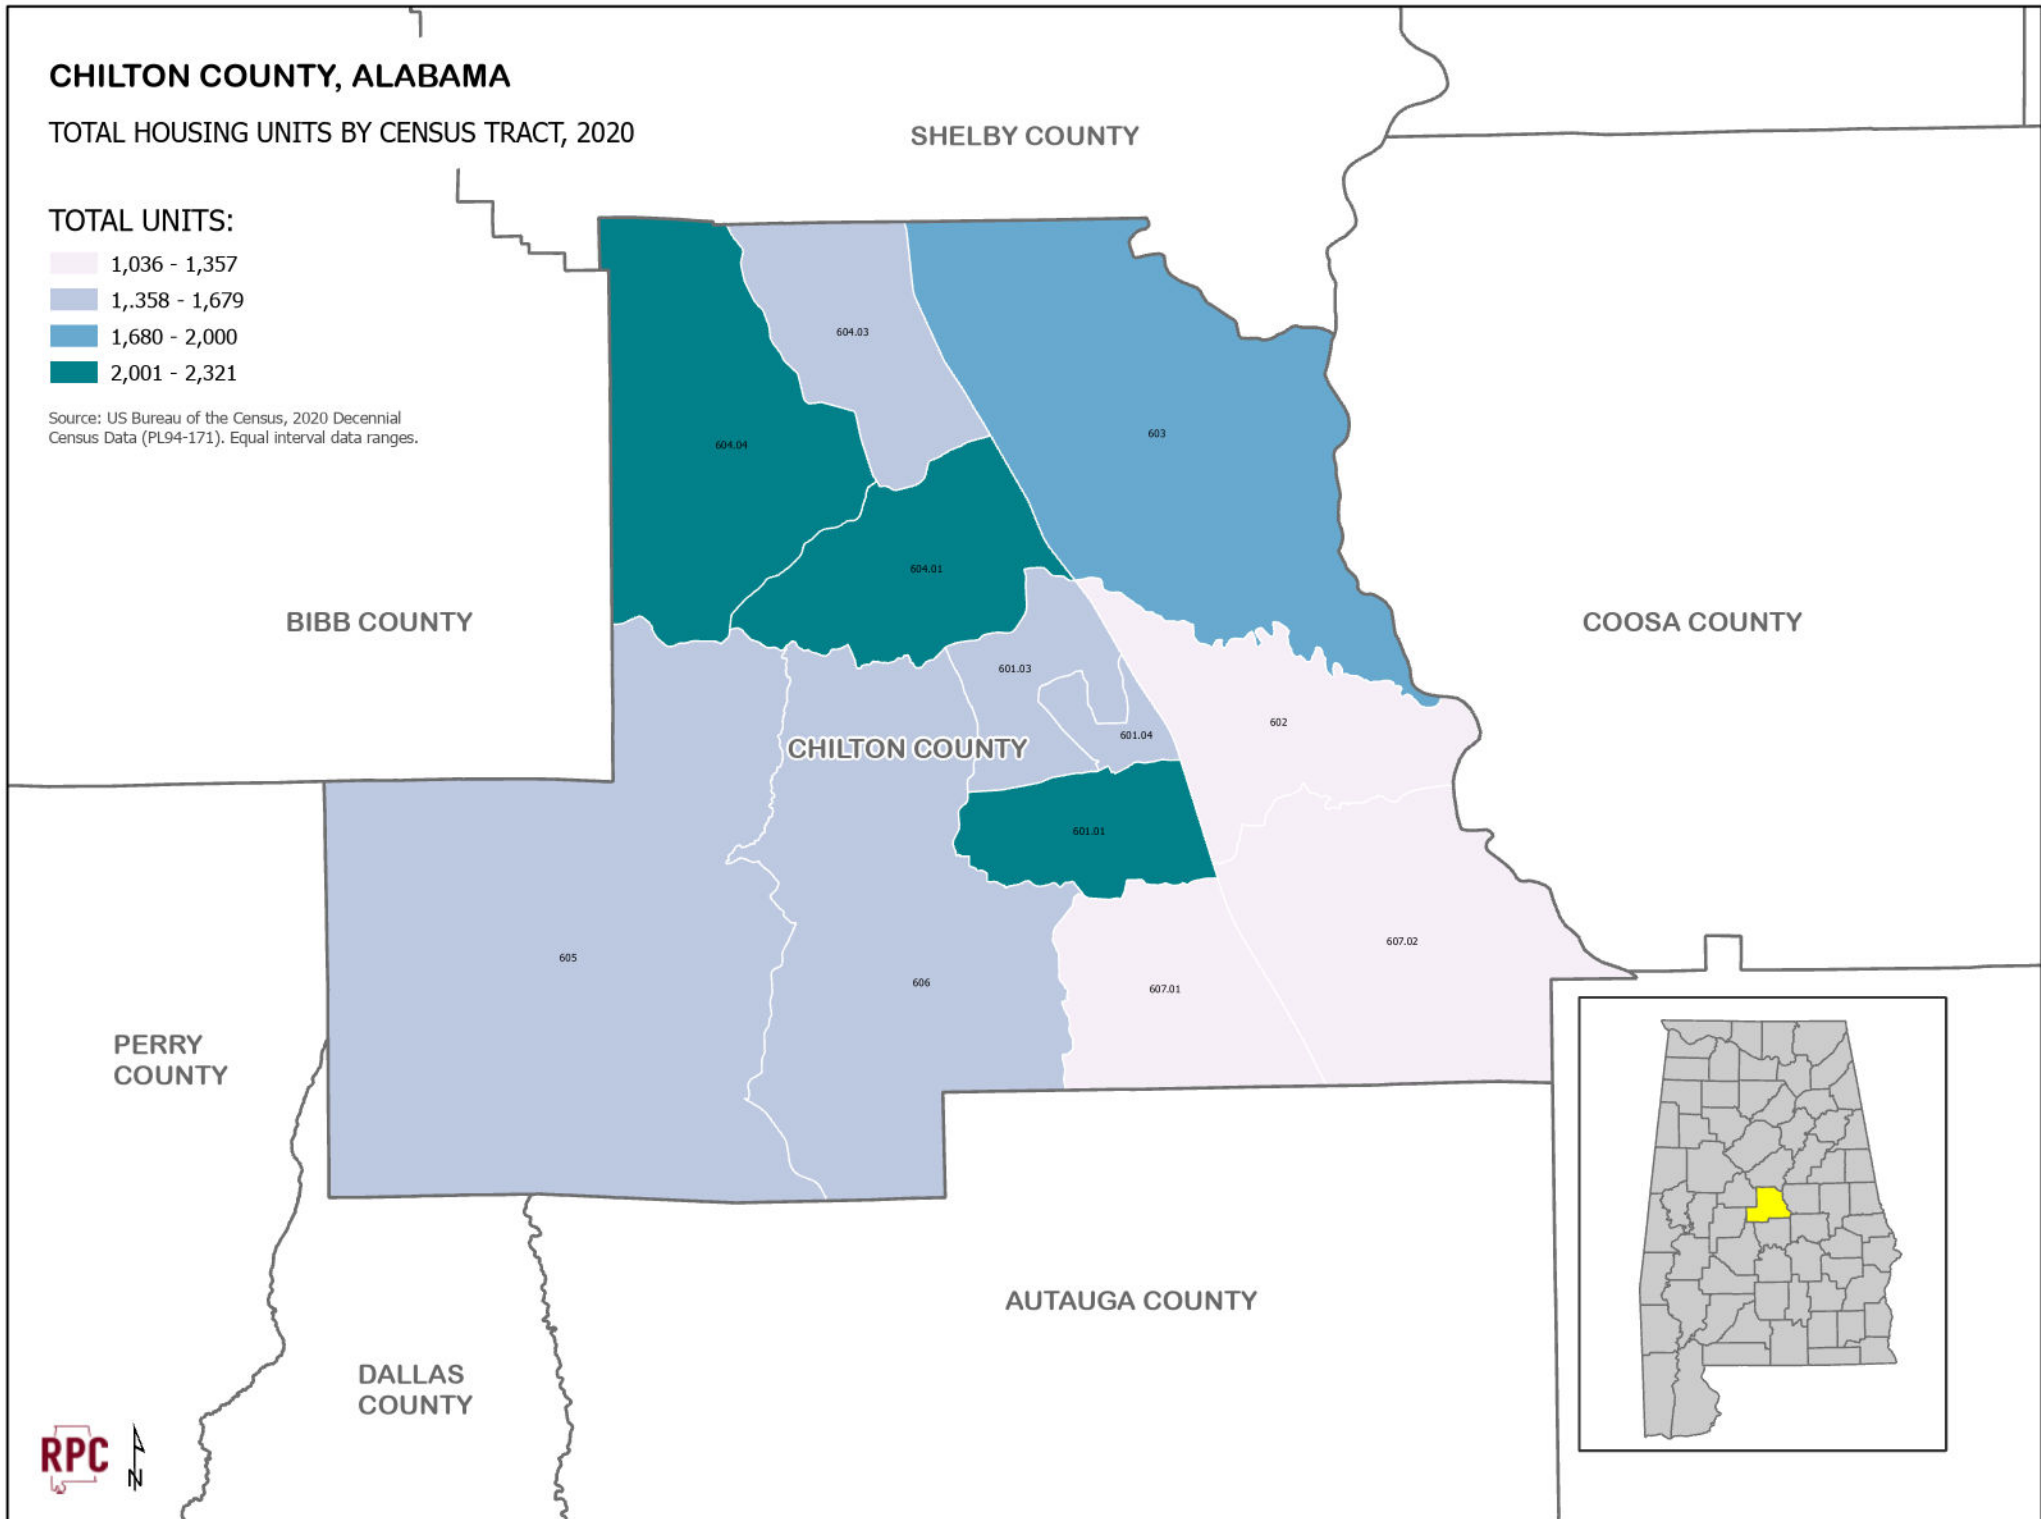 CHILTON COUNTY, ALABAMA
TOTAL HOUSING UNITS BY CENSUS TRACT, 2020
TOTAL UNITS:
1,036 - 1,357
1,.358 - 1,679
1,680 - 2,000
2,001 - 2,321
Source: US Bureau of the Census, 2020 Decennial
Census Data (PL94-171). Equal interval data ranges.
SHELBY COUNTY
604.03
603
604.04
604.01
BIBB COUNTY
COOSA COUNTY
601.03
602
601.04
CHILTON COUNTY
601.01
607.02
605
606
607.01
PERRY
COUNTY
AUTAUGA COUNTY
DALLAS
COUNTY
RPC
N